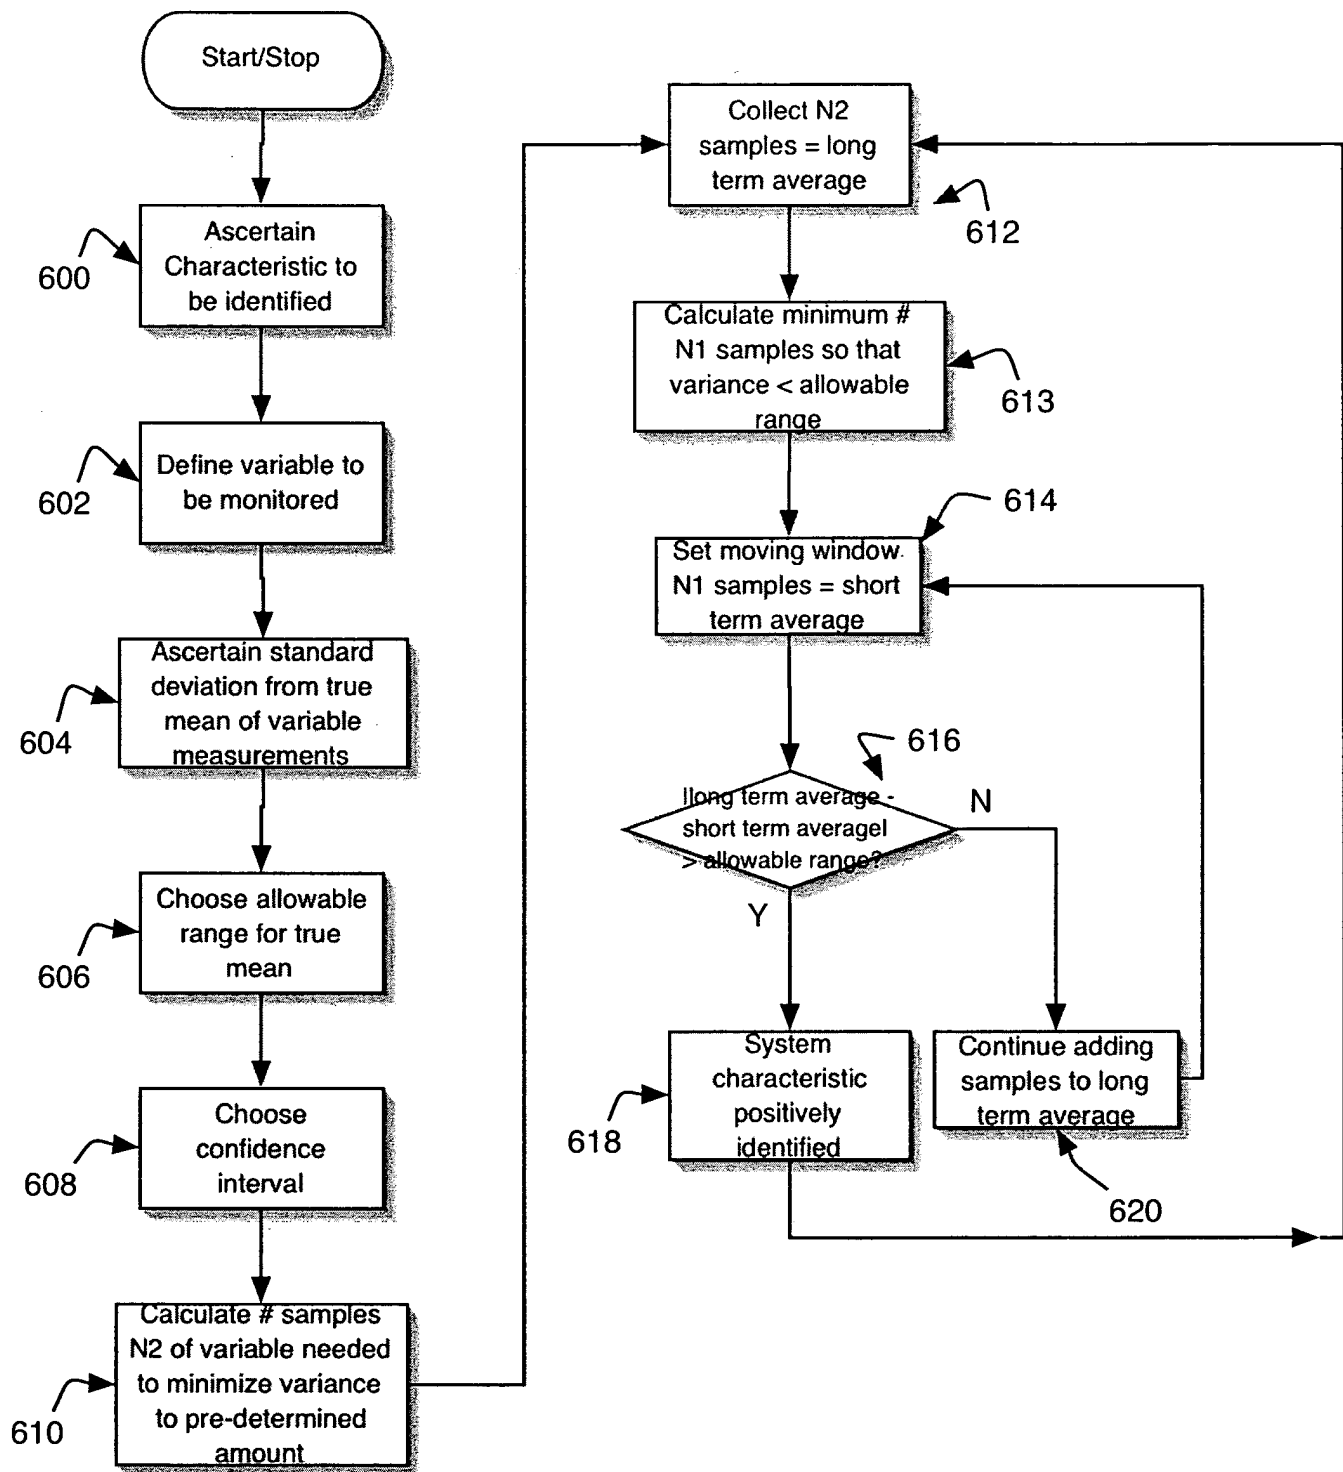 Start/Stop
Ascertain
Characteristic to
be identified
600
Define variable to
be monitored
602
Ascertain standard
deviation from true
mean of variable
measurements
604
Choose allowable
range for true
mean
606
Choose
confidence
interval
608
Calculate # samples
N2 of variable needed
to minimize variance
to pre-determined
amount
610
Collect N2
samples = long
term average
612
Calculate minimum #
N1 samples so that
variance < allowable
range
613
Set moving window
N1 samples = short
term average
614
|long term average -
short term average|
> allowable range?
616
N
Y
System
characteristic
positively
identified
618
Continue adding
samples to long
term average
620